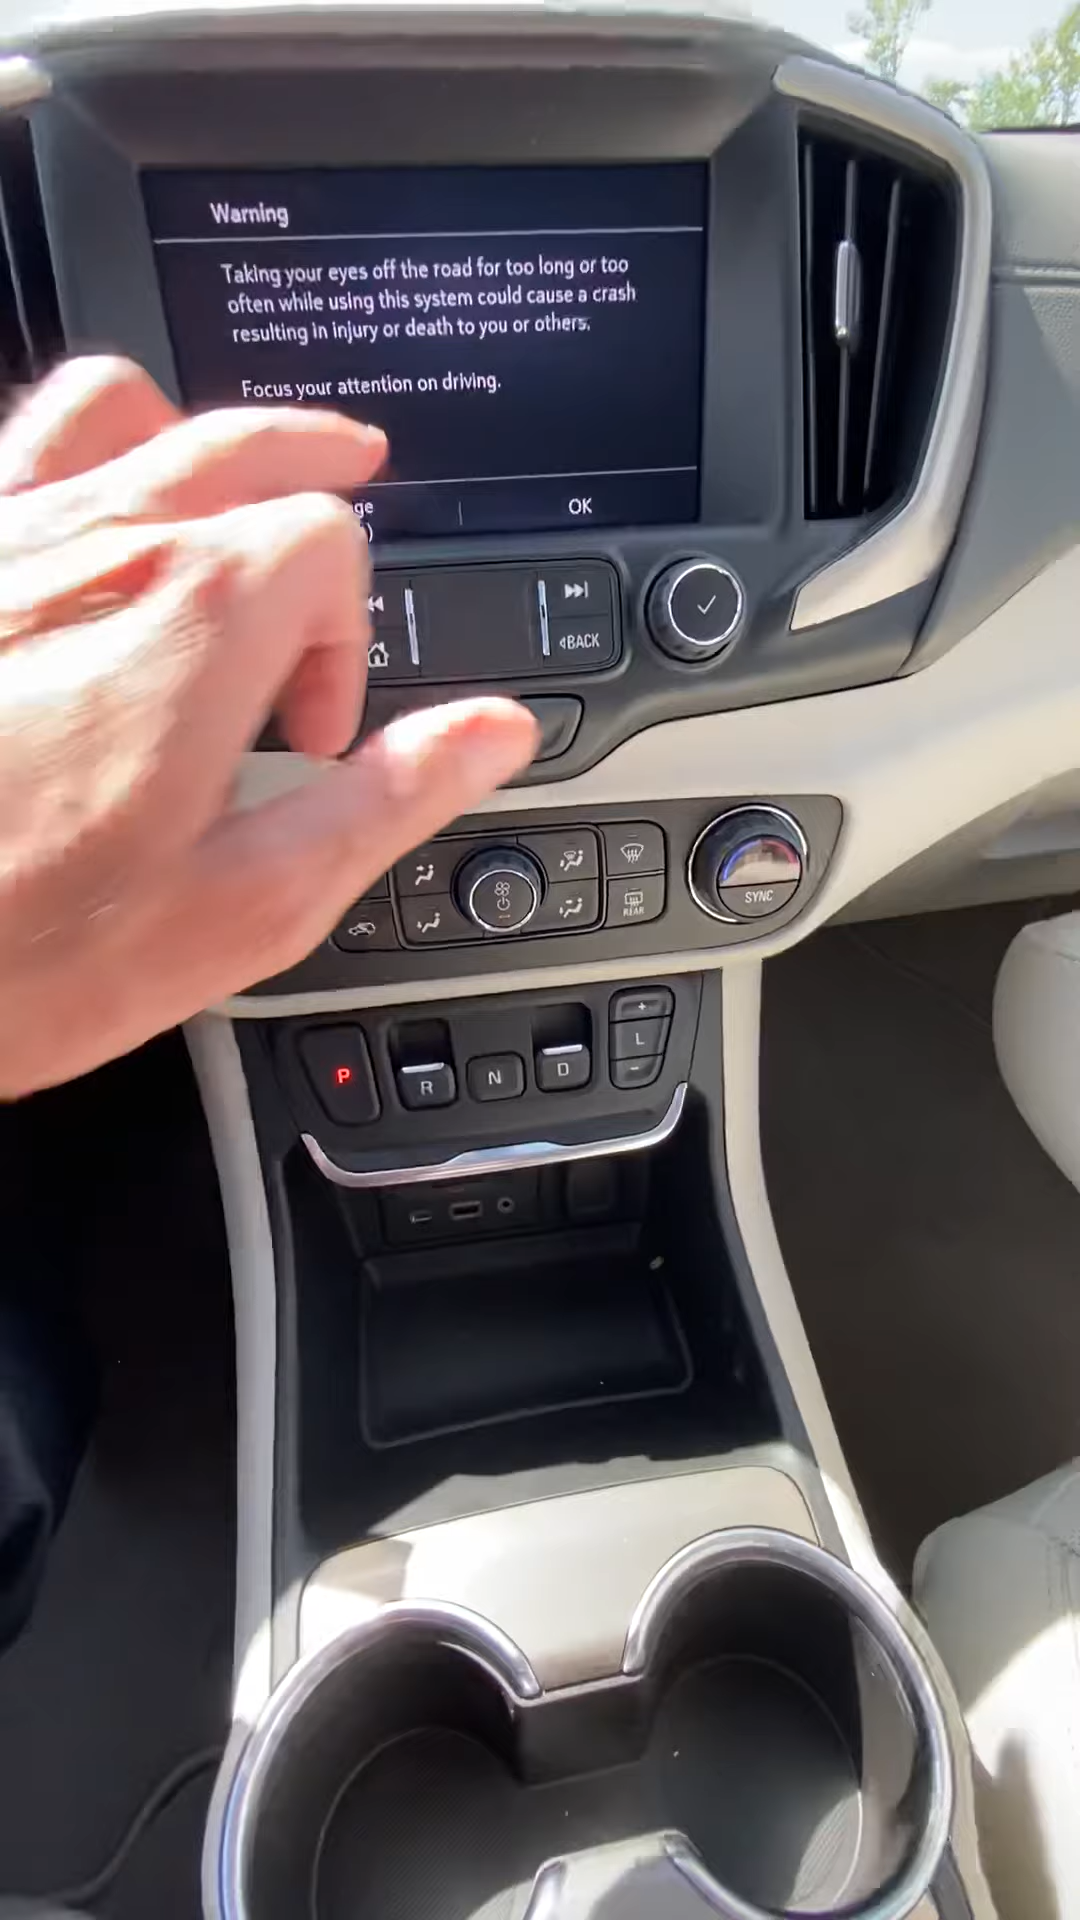 Warning
Taking your eyes off the road for too long or too
often while using this system could cause a crash
resulting in injury or death to you or others.
Focus your attention on driving.
OK
BACK
REAR
SYNC
P
R
N
D
+
L
-